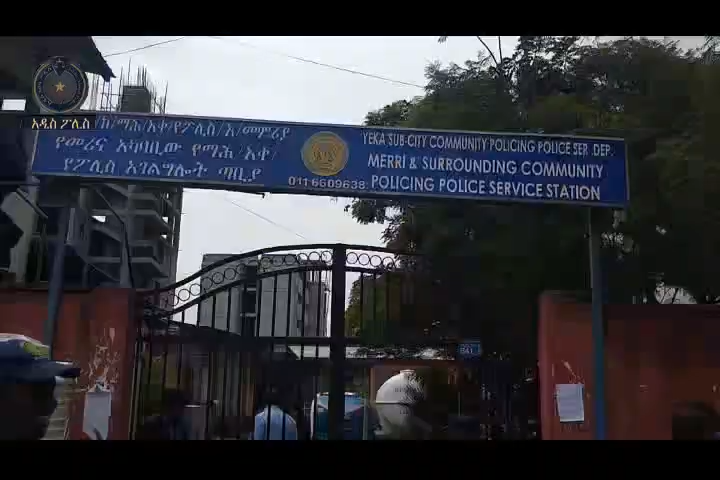 አዲስ ፖሊስ
የመሪና አካባቢው የማሕ/አቀ/
የፖሊስ አገልግሎት ጣቢያ
YEKA SUB-CITY COMMUNITY POLICING POLICE SER .DEP.
MERRI & SURROUNDING COMMUNITY
011 6609638 POLICING POLICE SERVICE STATION